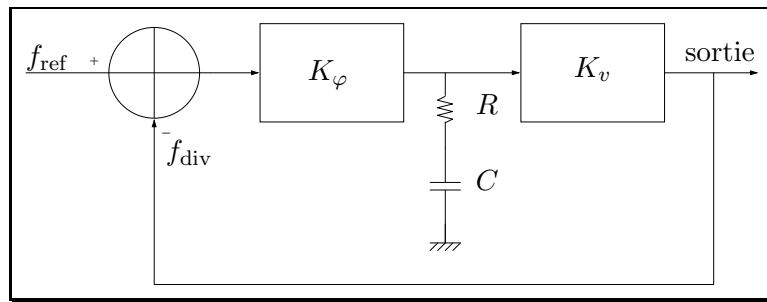 f_ref + K_φ K_v sortie
− f_div
R
C